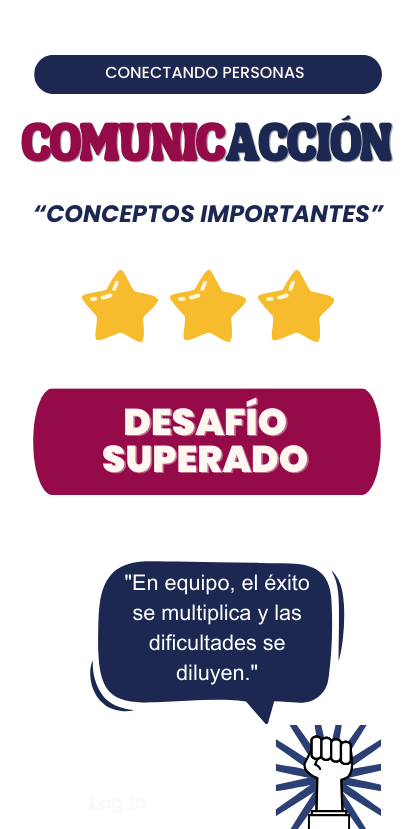 CONECTANDO PERSONAS
COMUNICACCIÓN
“CONCEPTOS IMPORTANTES”
DESAFÍO
SUPERADO
"En equipo, el éxito
se multiplica y las
dificultades se
diluyen."
Log In